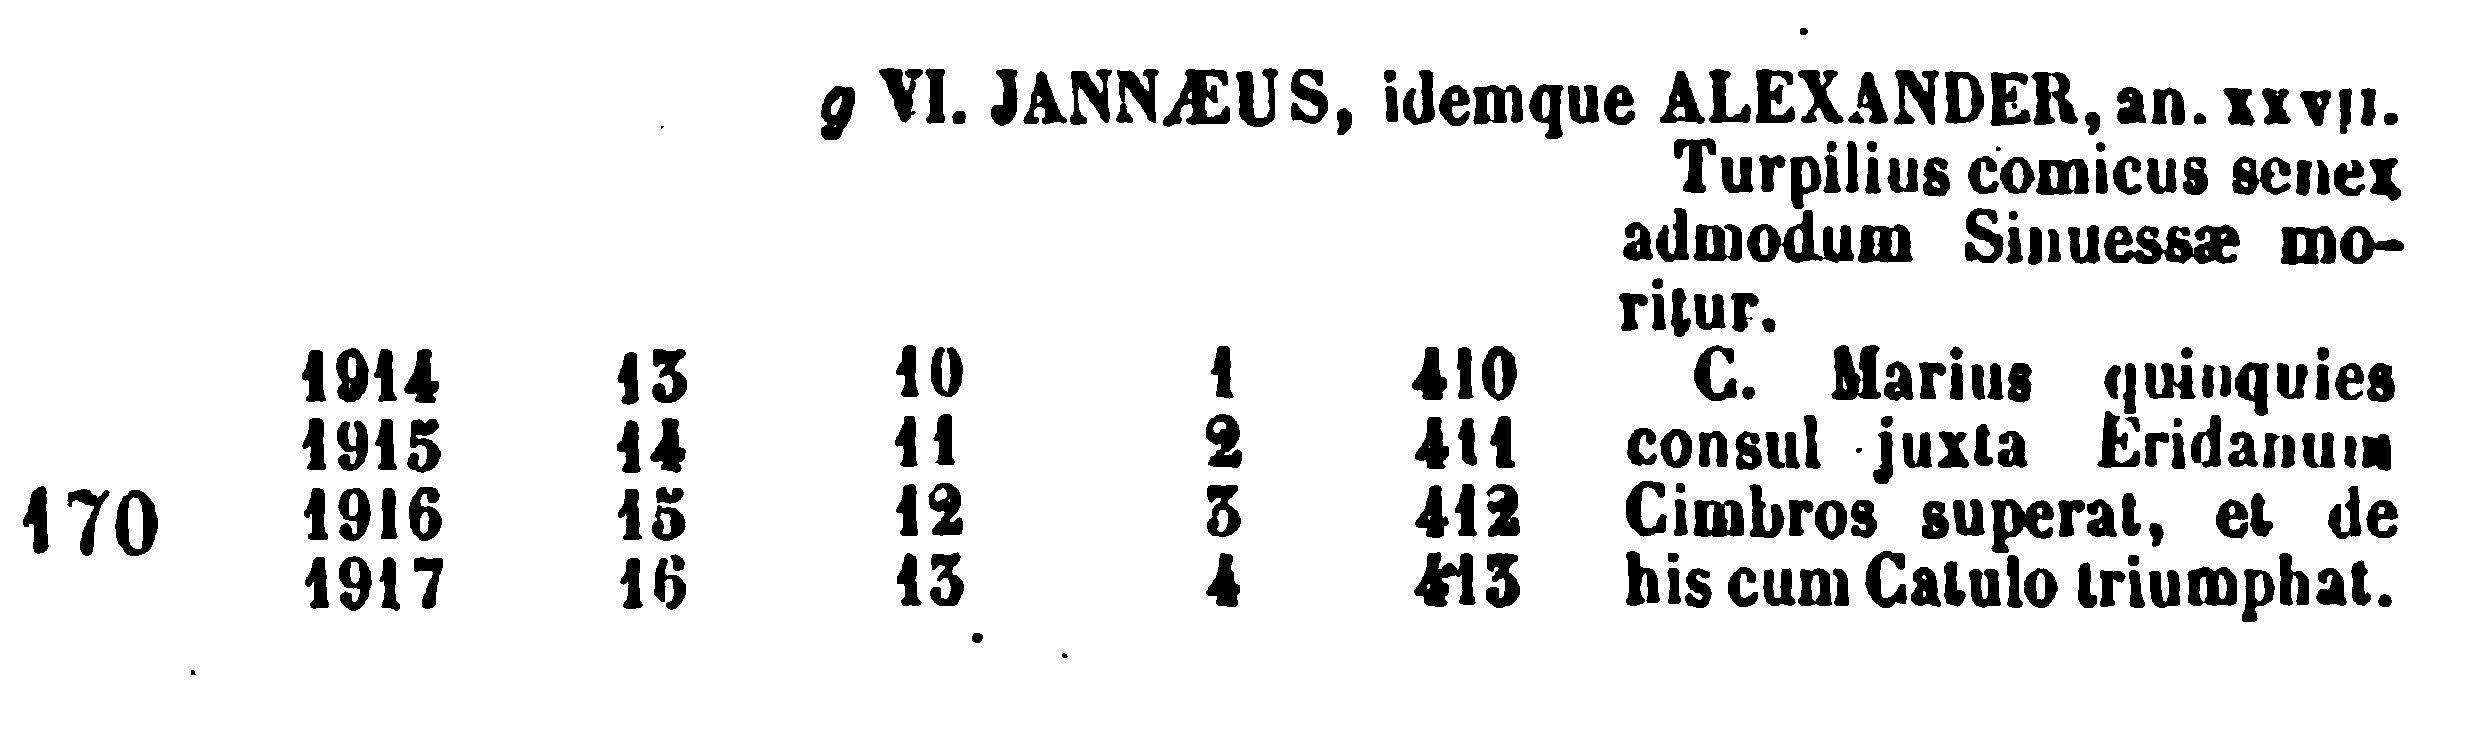 g VI. JANNÆUS, idemque ALEXANDER, an. xxvii.
Turpilius comicus senex
admodum Sinuessæ mo-
ritur.
1914 13 10 1 410 C. Marius quinquies
1915 14 11 2 411 consul juxta Eridanum
170 1916 15 12 3 412 Cimbros superat, et de
1917 16 13 4 413 his cum Catulo triumphat.